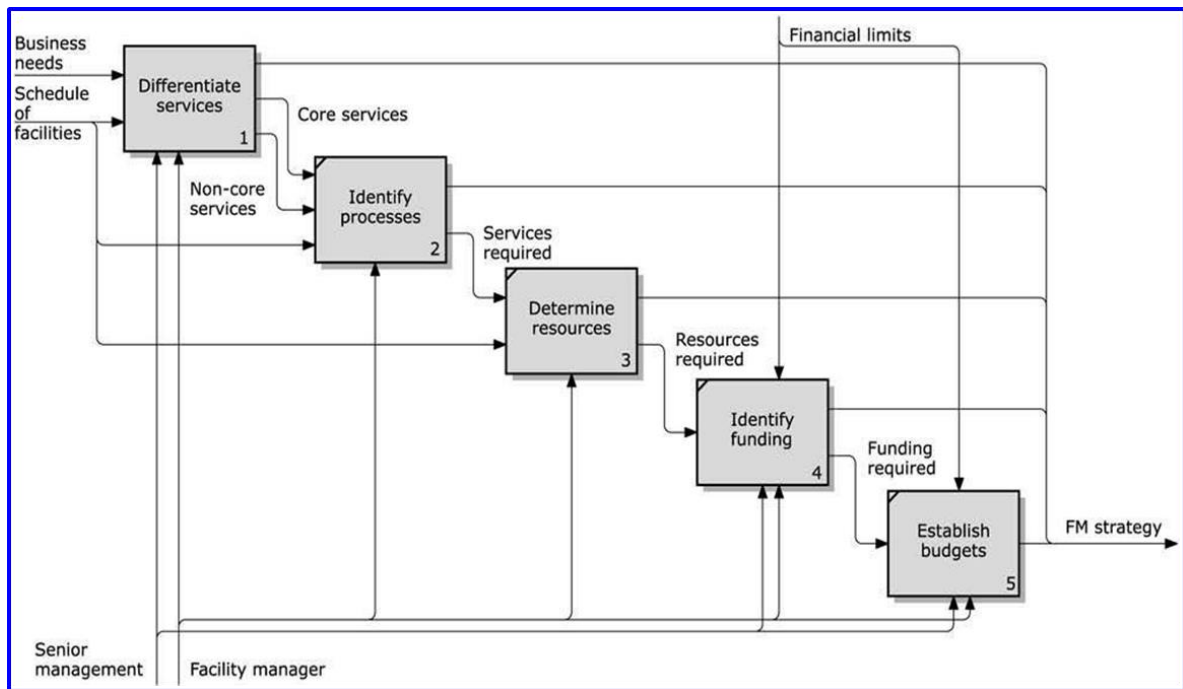 Business
needs
Schedule
of
facilities
Differentiate
services
1
Core services
Non-core
services
Financial limits
Identify
processes
2
Services
required
Determine
resources
3
Resources
required
Identify
funding
4
Funding
required
Establish
budgets
5
FM strategy
Senior
management
Facility manager